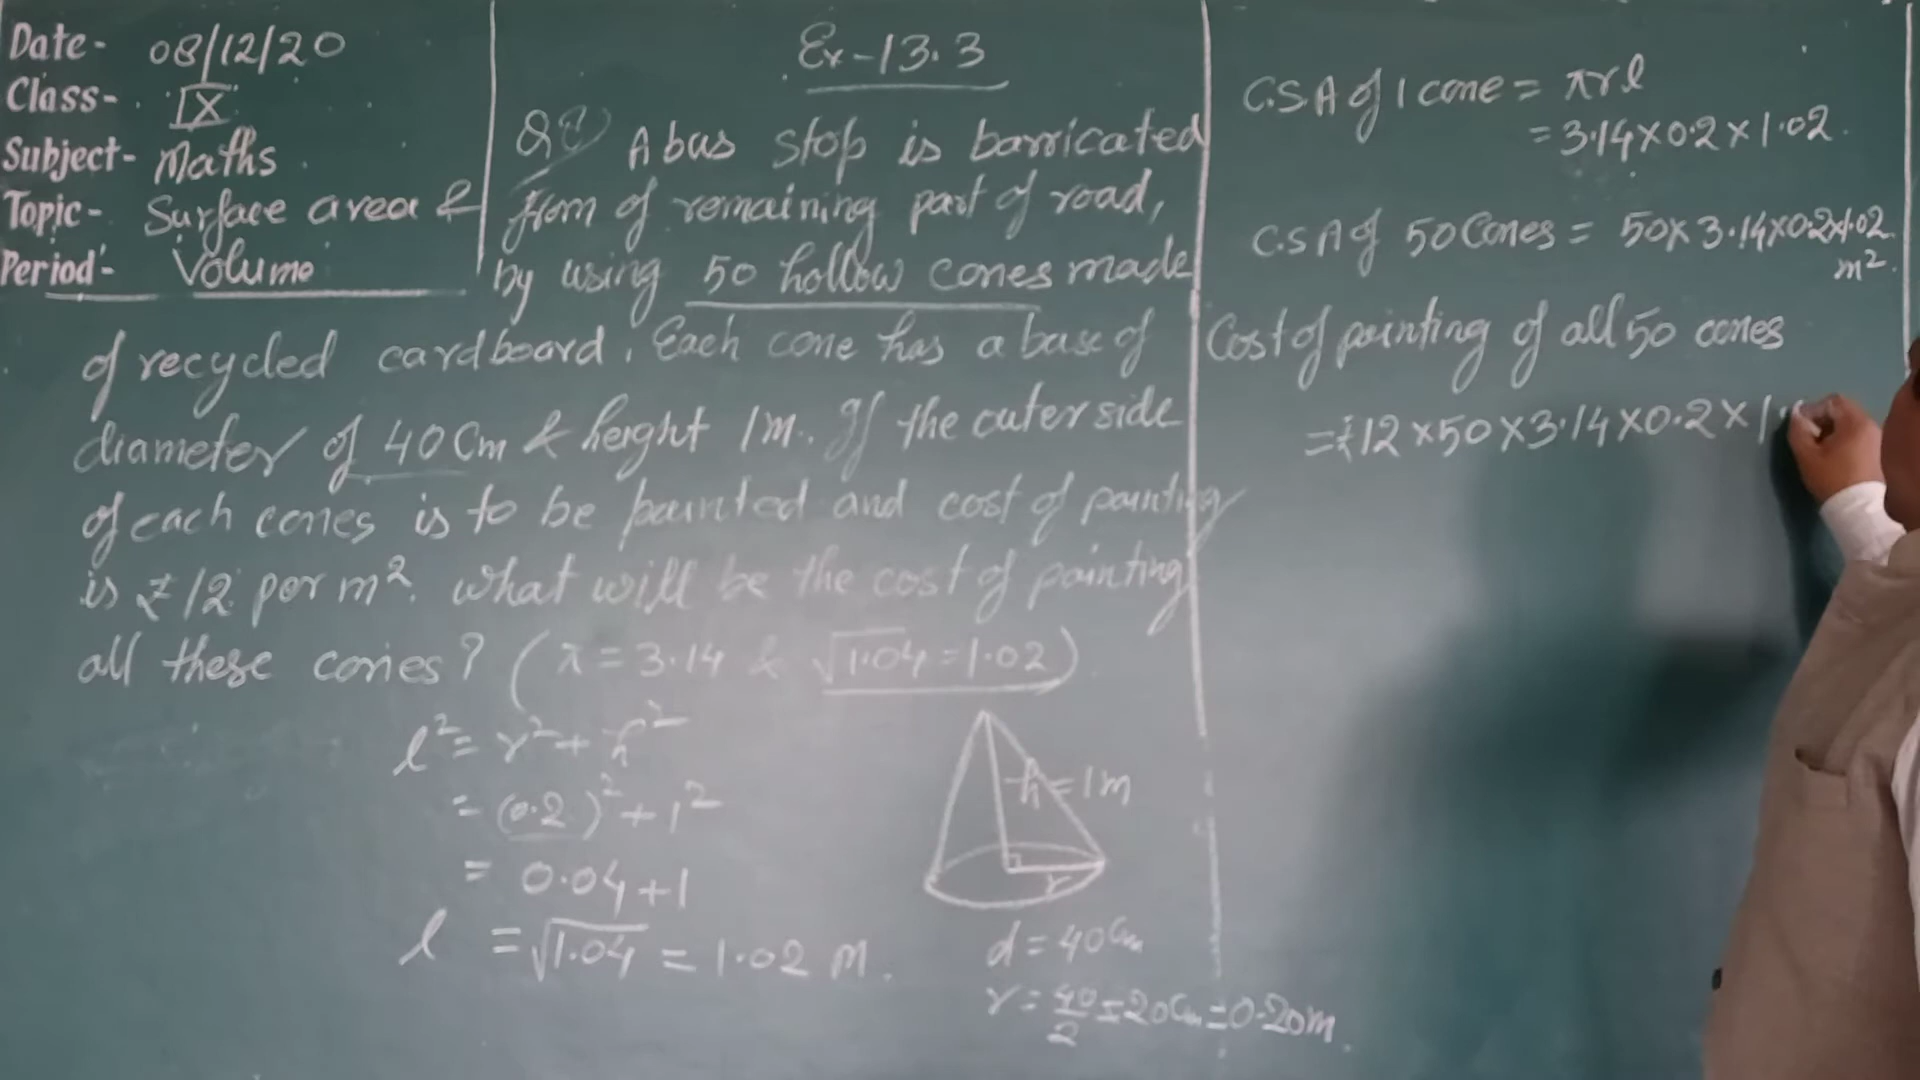 Date- 08/12/20
Class- IX
Subject- Maths
Topic- Surface area &
Period- Volume
Ex-13.3
Q8 A bus stop is barricated
from of remaining part of road,
by using 50 hollow cones made
of recycled cardboard. Each cone has a base of
diameter of 40 Cm & height 1m. If the outer side
of each cones is to be painted and cost of painting
is ₹12 per m². what will be the cost of painting
all these cones? (π = 3.14 & √1.04 = 1.02)
l² = r² + h²
= (0.2)² + 1²
= 0.04 + 1
l = √1.04 = 1.02 m.
h = 1m
r
d = 40Cm
r = 40/2 = 20Cm = 0.20m
C.S.A of 1 cone = πrl
= 3.14 × 0.2 × 1.02
C.S.A of 50 Cones = 50 × 3.14 × 0.2 × 1.02
m².
Cost of painting of all 50 cones
= ₹12 × 50 × 3.14 × 0.2 × 1.